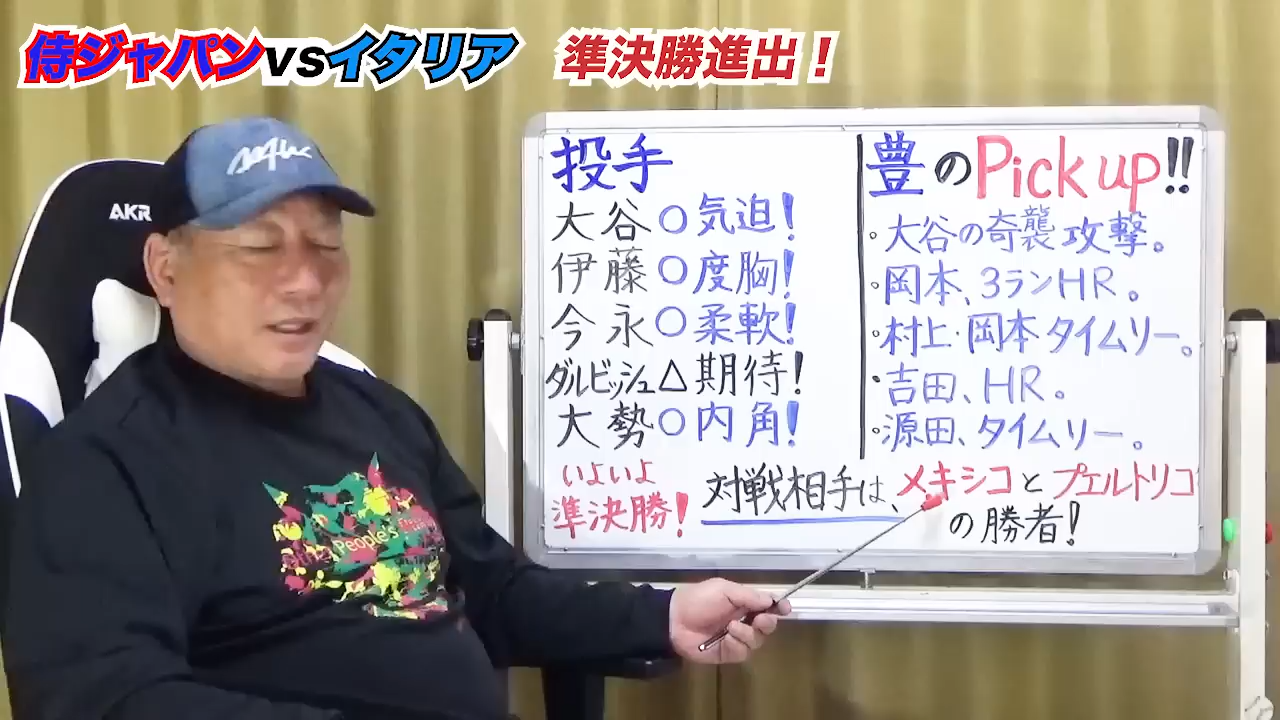 侍ジャパンvsイタリア 準決勝進出！
AKR
People's
投手
大谷○気迫!
伊藤○度胸!
今永○柔軟!
ダルビッシュ△期待!
大勢○内角!
いよいよ
準決勝!
豊のPick up!!
・大谷の奇襲攻撃。
・岡本、3ランHR。
・村上・岡本タイムリー。
・吉田、HR。
・源田、タイムリー。
対戦相手は、メキシコとプエルトリコ
の勝者!